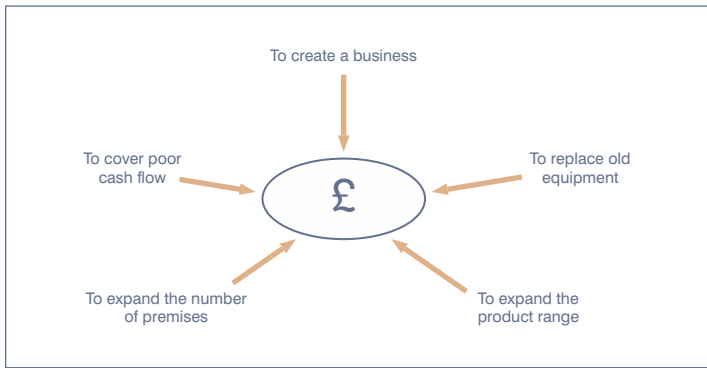 To create a business
To cover poor
cash flow
£
To replace old
equipment
To expand the number
of premises
To expand the
product range